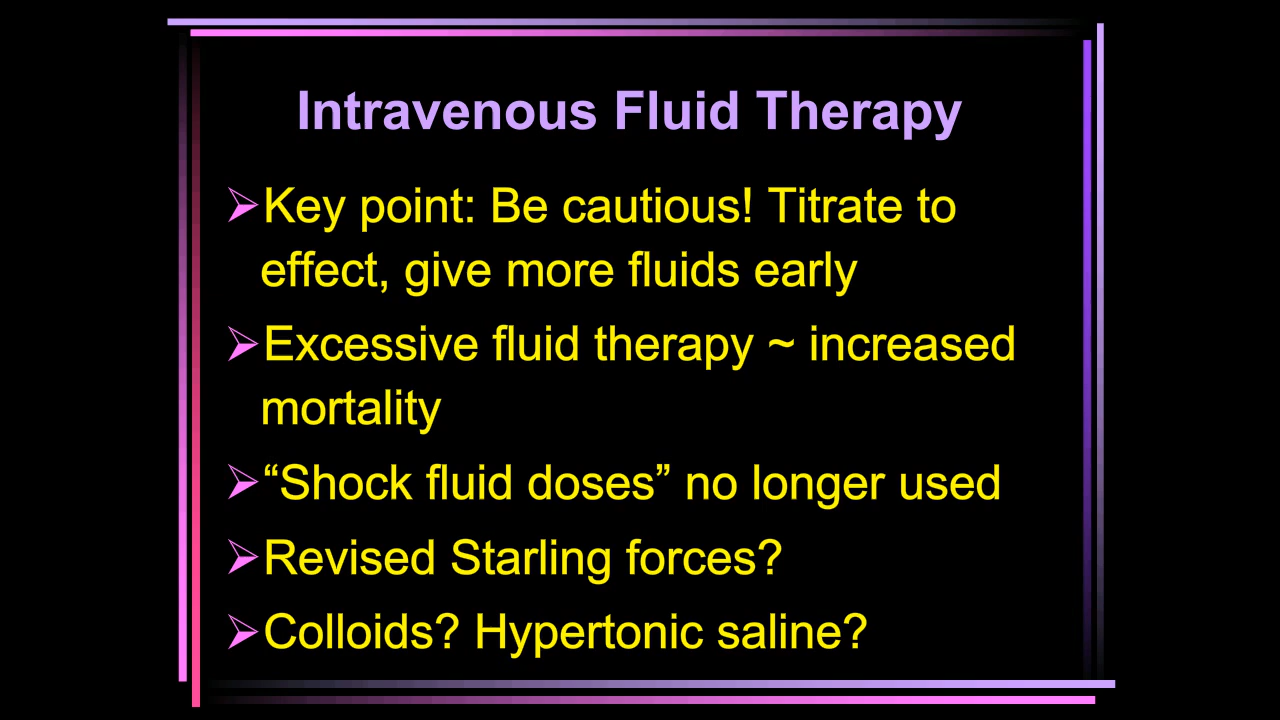 Intravenous Fluid Therapy
➢Key point: Be cautious! Titrate to
effect, give more fluids early
➢Excessive fluid therapy ~ increased
mortality
➢“Shock fluid doses” no longer used
➢Revised Starling forces?
➢Colloids? Hypertonic saline?